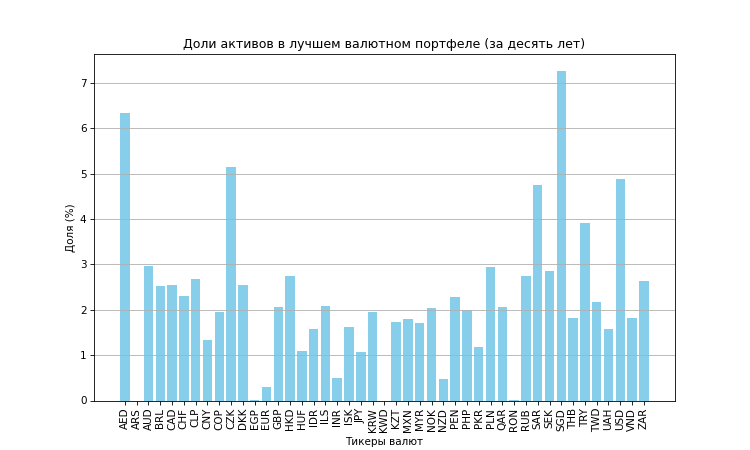 Доли активов в лучшем валютном портфеле (за десять лет)
Доля (%)
7
6
5
4
3
2
1
0
AED ARS AUD BRL CAD CHF CLP CNY COP CZK DKK EGP EUR GBP HKD HUF IDR ILS INR ISK JPY KRW KWD KZT MXN MYR NOK NZD PEN PHP PKR PLN QAR RON RUB SAR SEK SGD THB TRY TWD UAH USD VND ZAR
Тикеры валют